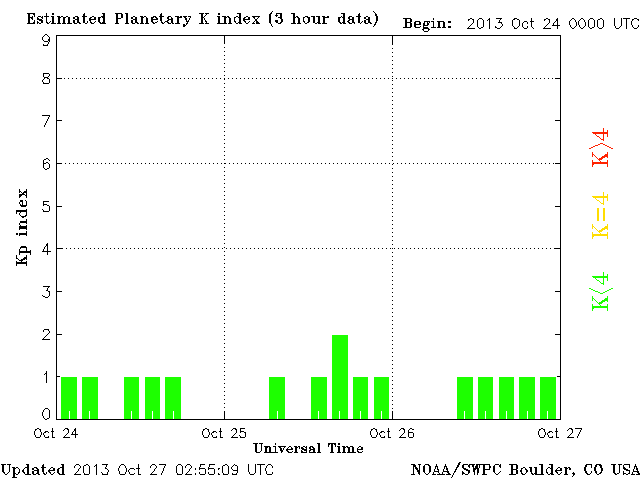 Estimated Planetary K index (3 hour data) Begin: 2013 Oct 24 0000 UTC
9
8
7
6
5
4
3
2
1
0
Kp index
K>4
K=4
K<4
Oct 24 Oct 25 Oct 26 Oct 27
Universal Time
Updated 2013 Oct 27 02:55:09 UTC NOAA/SWPC Boulder, CO USA